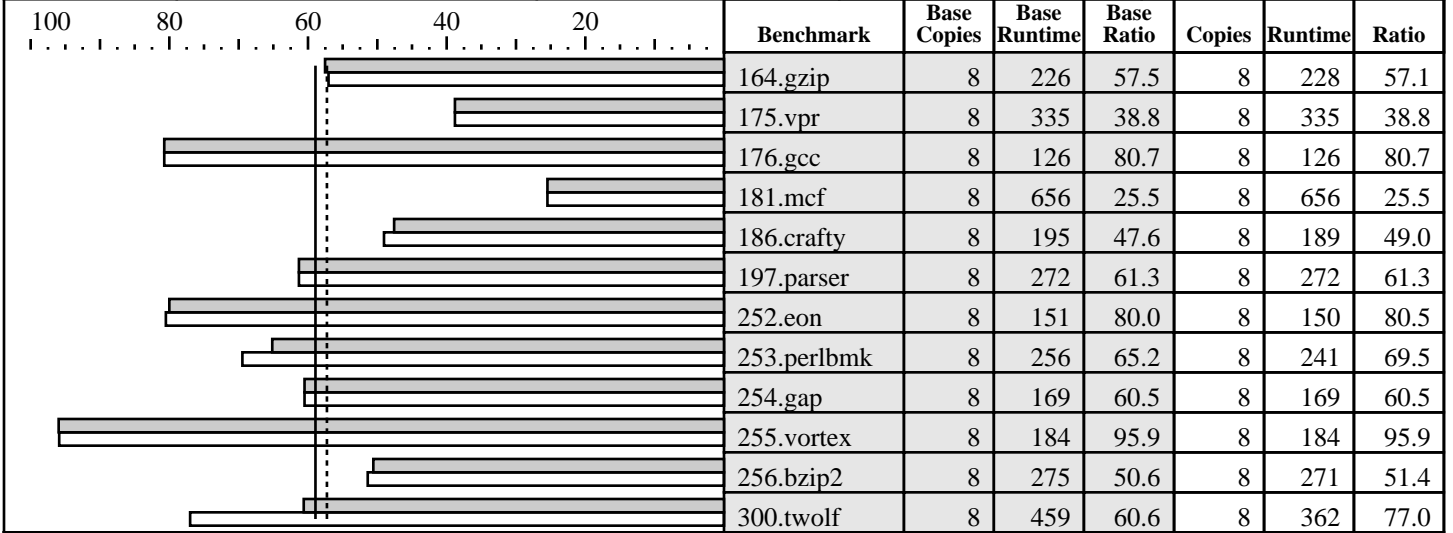 100 80 60 40 20
Benchmark Base Copies Base Runtime Base Ratio Copies Runtime Ratio
164.gzip 8 226 57.5 8 228 57.1
175.vpr 8 335 38.8 8 335 38.8
176.gcc 8 126 80.7 8 126 80.7
181.mcf 8 656 25.5 8 656 25.5
186.crafty 8 195 47.6 8 189 49.0
197.parser 8 272 61.3 8 272 61.3
252.eon 8 151 80.0 8 150 80.5
253.perlbmk 8 256 65.2 8 241 69.5
254.gap 8 169 60.5 8 169 60.5
255.vortex 8 184 95.9 8 184 95.9
256.bzip2 8 275 50.6 8 271 51.4
300.twolf 8 459 60.6 8 362 77.0